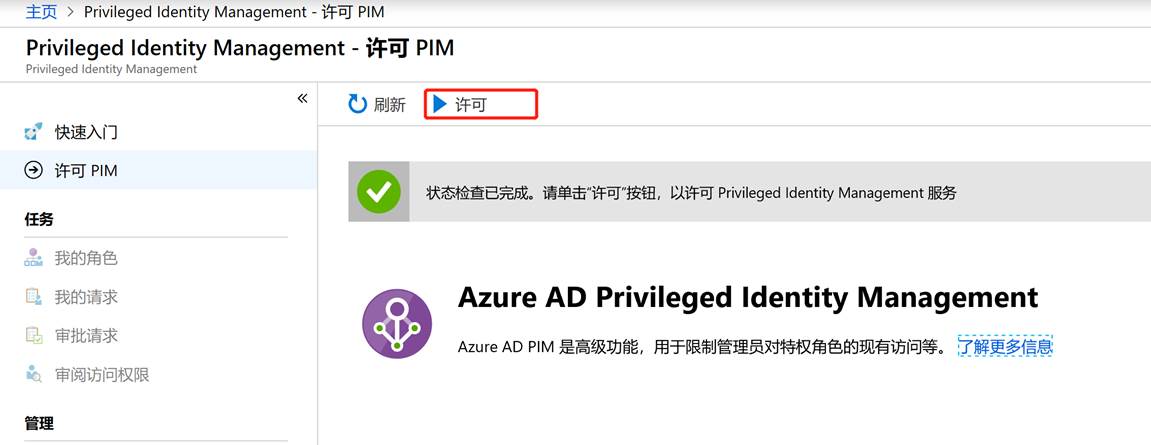 主页 > Privileged Identity Management - 许可 PIM
Privileged Identity Management - 许可 PIM
Privileged Identity Management
«
刷新 许可
快速入门
许可 PIM
任务
我的角色
我的请求
审批请求
审阅访问权限
管理
状态检查已完成。请单击“许可”按钮，以许可 Privileged Identity Management 服务
Azure AD Privileged Identity Management
Azure AD PIM 是高级功能，用于限制管理员对特权角色的现有访问等。 了解更多信息